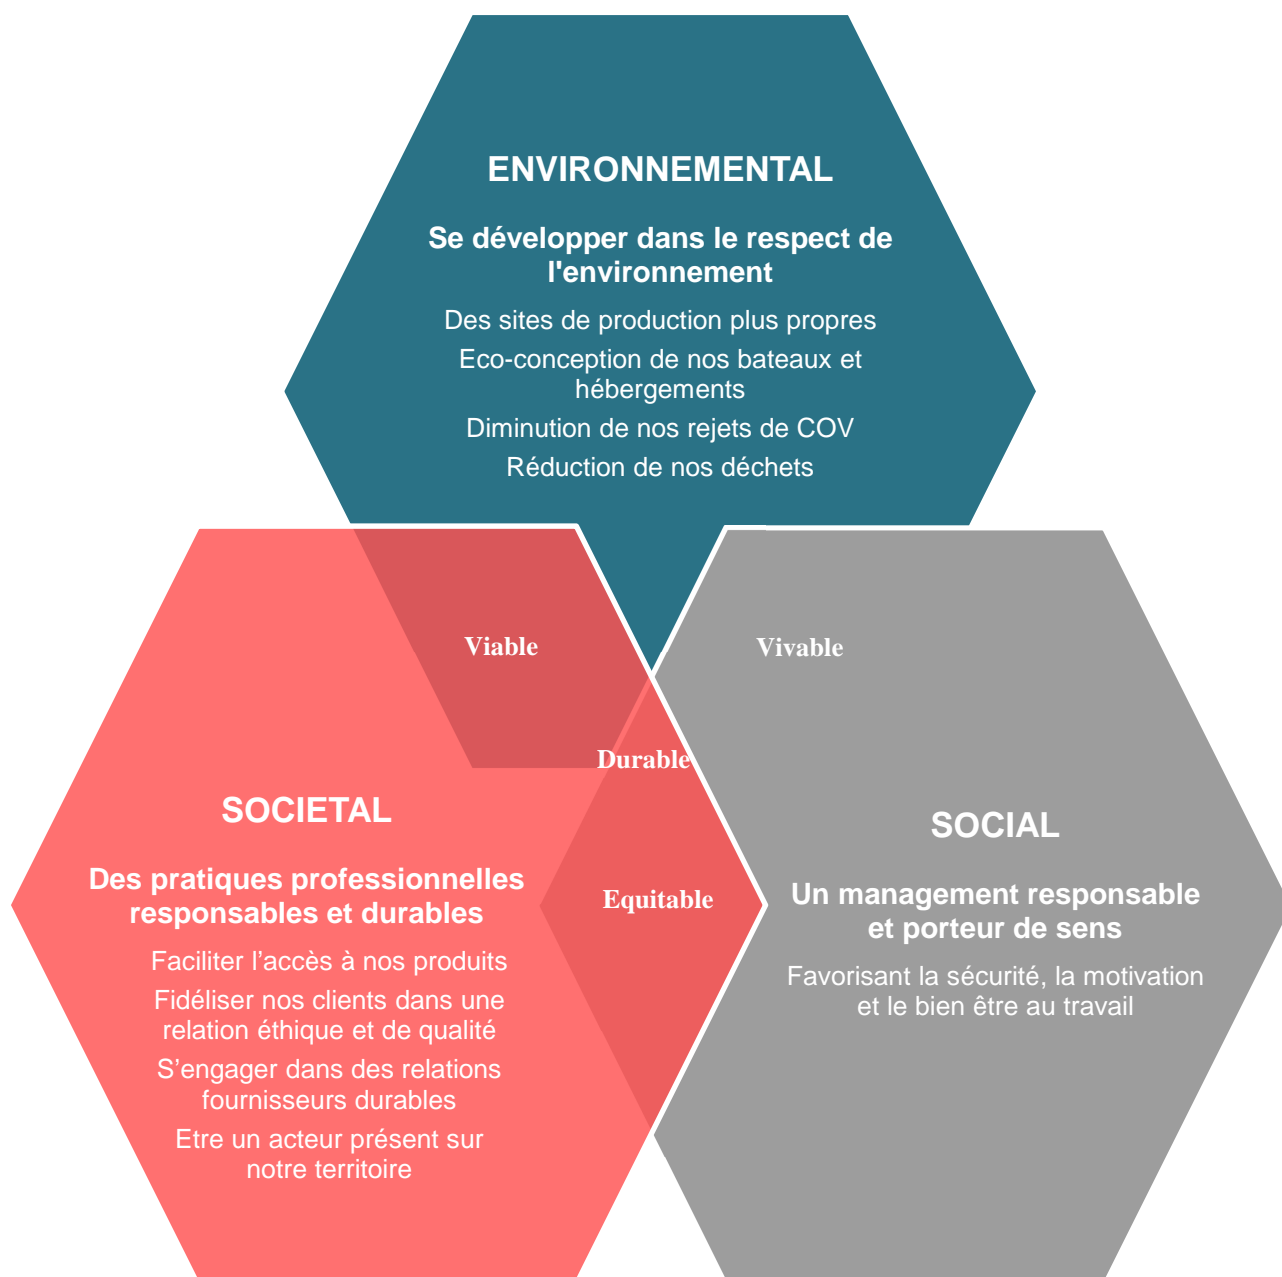 ENVIRONNEMENTAL
Se développer dans le respect de
l'environnement
Des sites de production plus propres
Eco-conception de nos bateaux et
hébergements
Diminution de nos rejets de COV
Réduction de nos déchets
Viable
Vivable
Durable
Equitable
SOCIETAL
Des pratiques professionnelles
responsables et durables
Faciliter l’accès à nos produits
Fidéliser nos clients dans une
relation éthique et de qualité
S’engager dans des relations
fournisseurs durables
Etre un acteur présent sur
notre territoire
SOCIAL
Un management responsable
et porteur de sens
Favorisant la sécurité, la motivation
et le bien être au travail